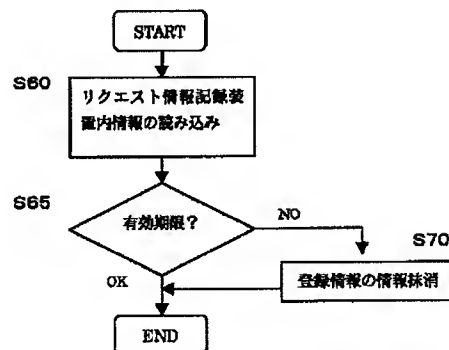 START
S60
リクエスト情報記録装
置内情報の読み込み
S65
有効期限?
NO
S70
OK
登録情報の情報抹消
END